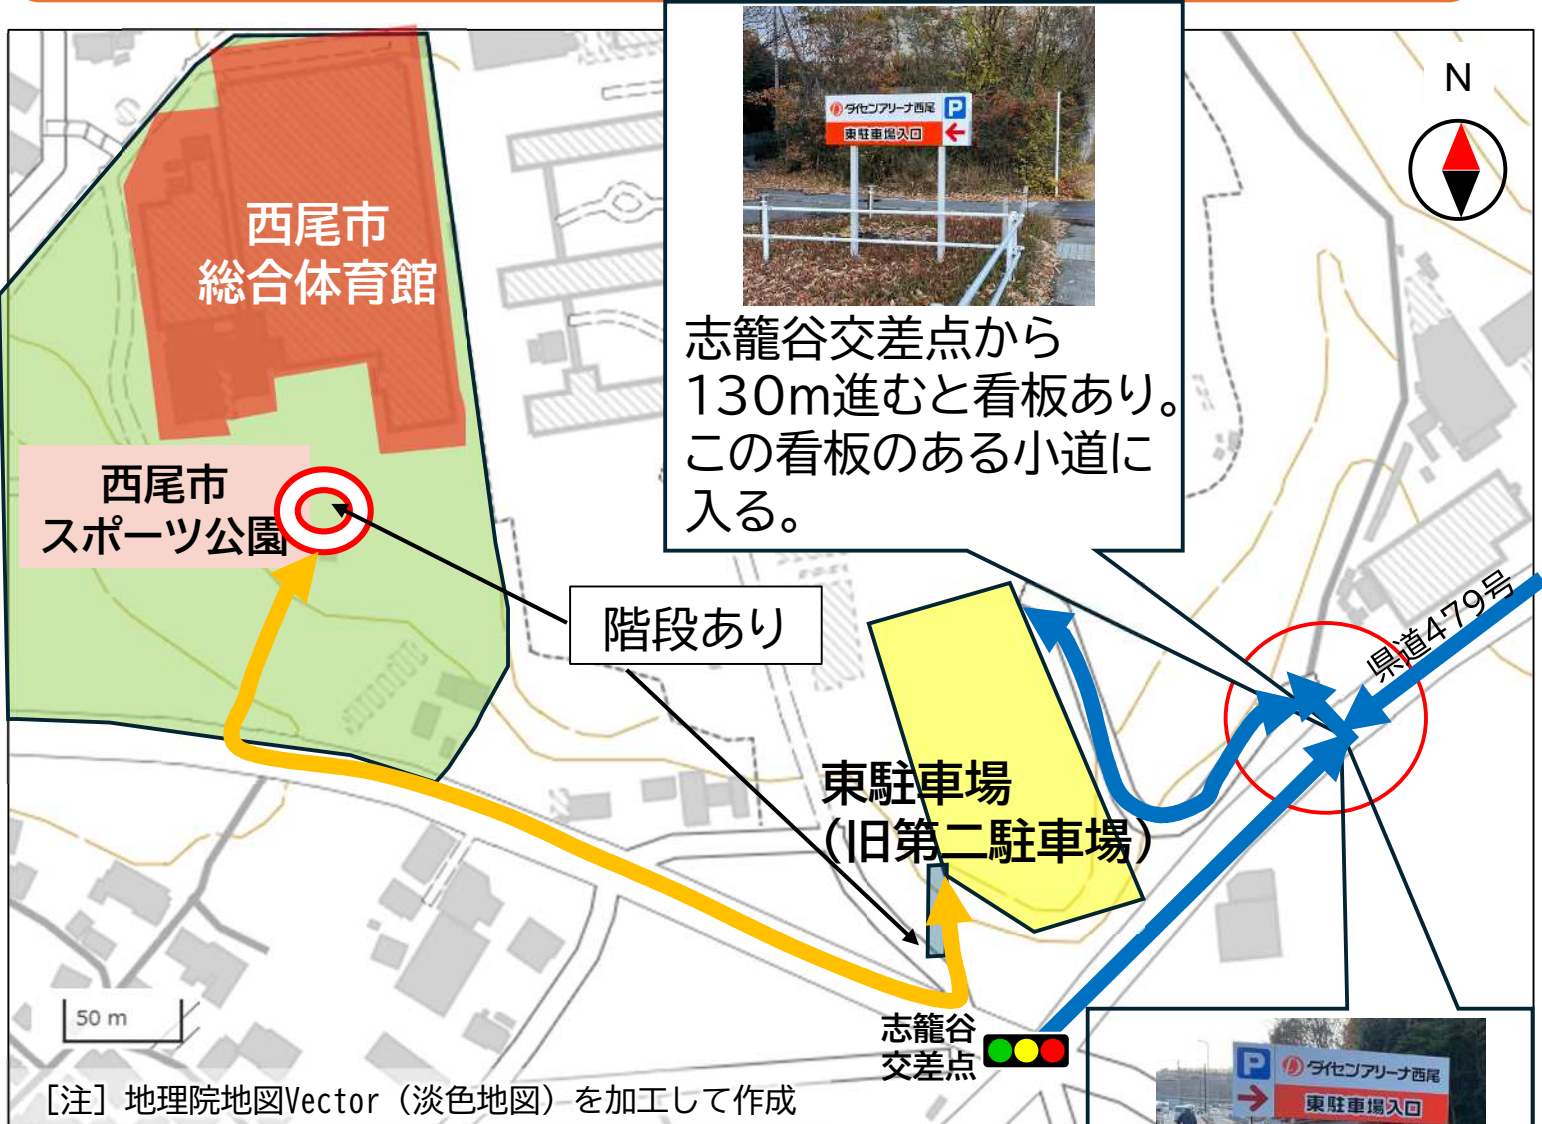 N
ダイセンアリーナ西尾 P
東駐車場入口
西尾市
総合体育館
志籠谷交差点から
130m進むと看板あり。
この看板のある小道に
入る。
西尾市
スポーツ公園
階段あり
県道479号
東駐車場
(旧第二駐車場)
50 m
志籠谷
交差点
P ダイセンアリーナ西尾
東駐車場入口
[注] 地理院地図Vector（淡色地図）を加工して作成